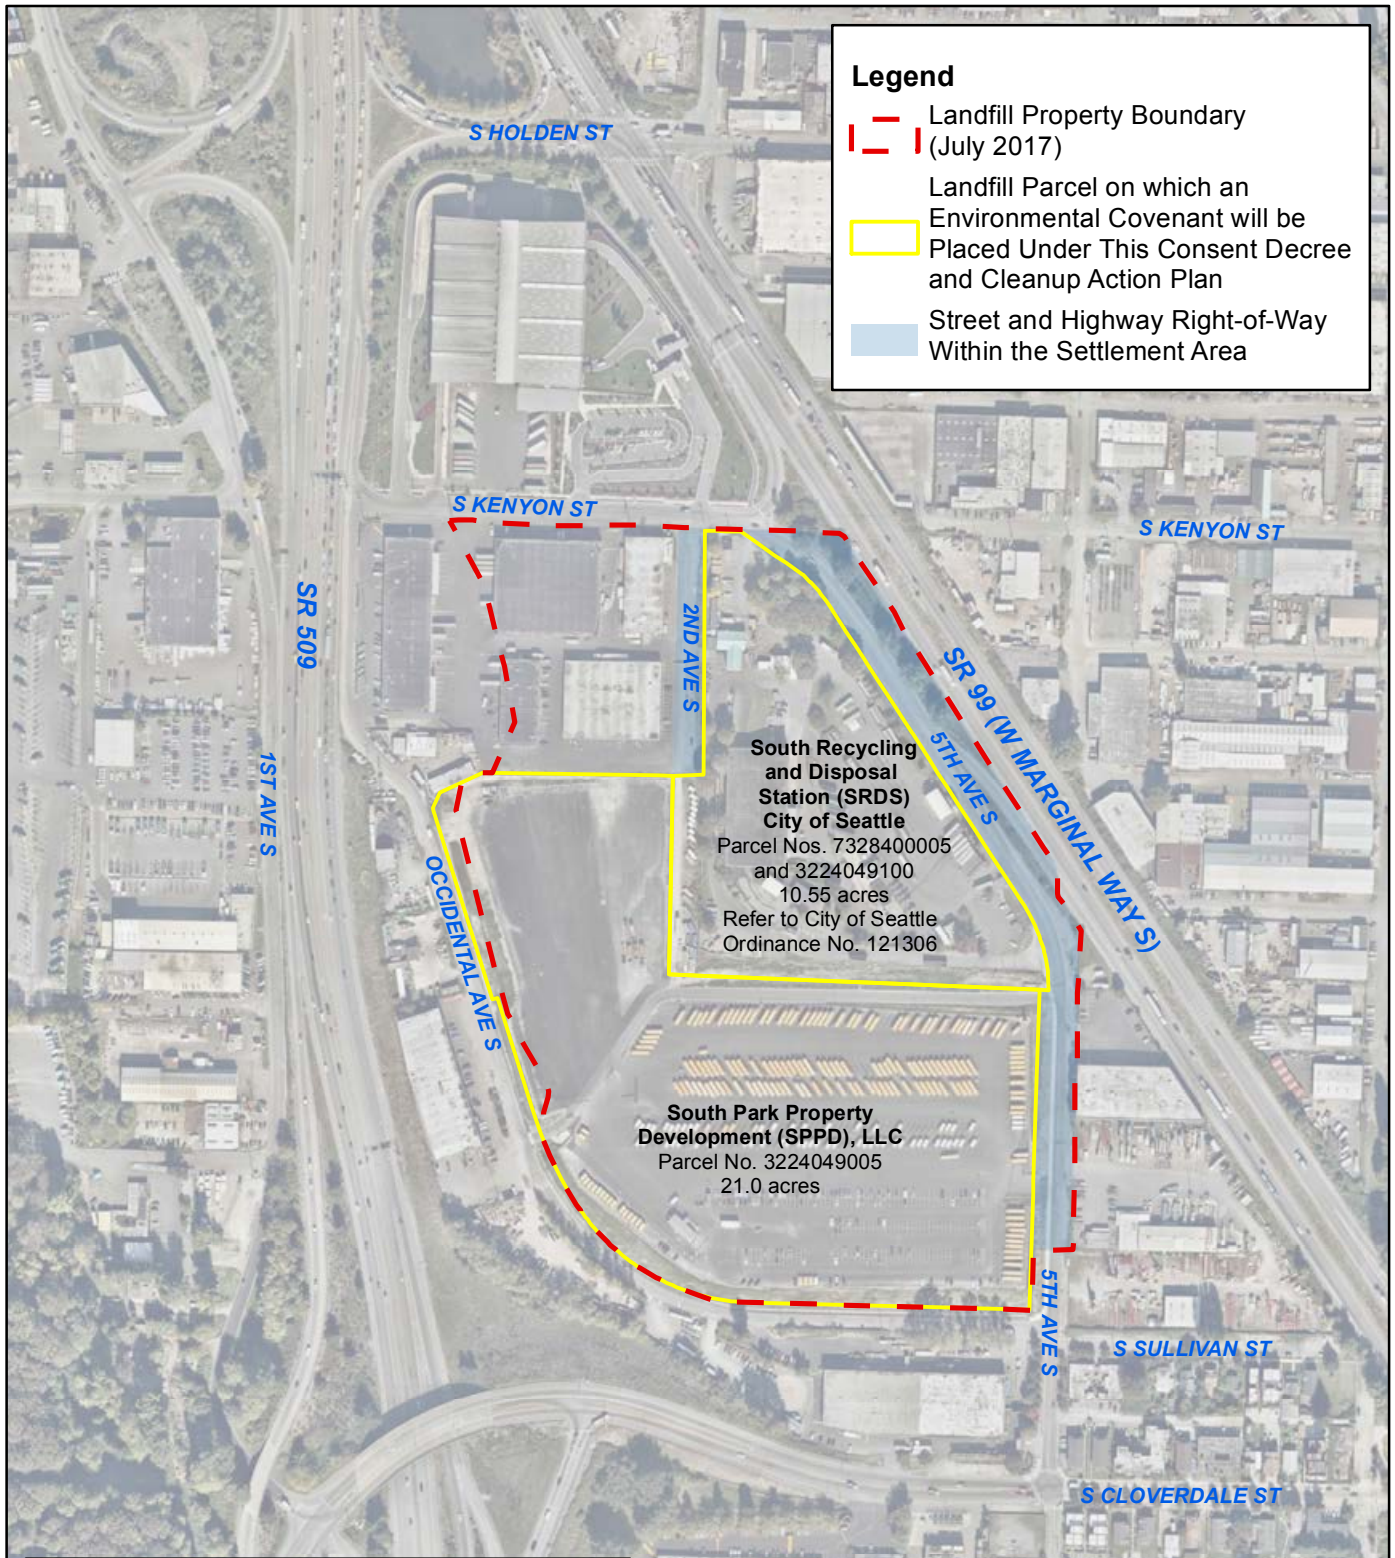 Legend
Landfill Property Boundary
(July 2017)
Landfill Parcel on which an
Environmental Covenant will be
Placed Under This Consent Decree
and Cleanup Action Plan
Street and Highway Right-of-Way
Within the Settlement Area
S HOLDEN ST
S KENYON ST
S KENYON ST
SR 509
2ND AVE S
SR 99 (W MARGINAL WAY S)
5TH AVE S
1ST AVE S
OCCIDENTAL AVE S
South Recycling
and Disposal
Station (SRDS)
City of Seattle
Parcel Nos. 7328400005
and 3224049100
10.55 acres
Refer to City of Seattle
Ordinance No. 121306
South Park Property
Development (SPPD), LLC
Parcel No. 3224049005
21.0 acres
5TH AVE S
S SULLIVAN ST
S CLOVERDALE ST